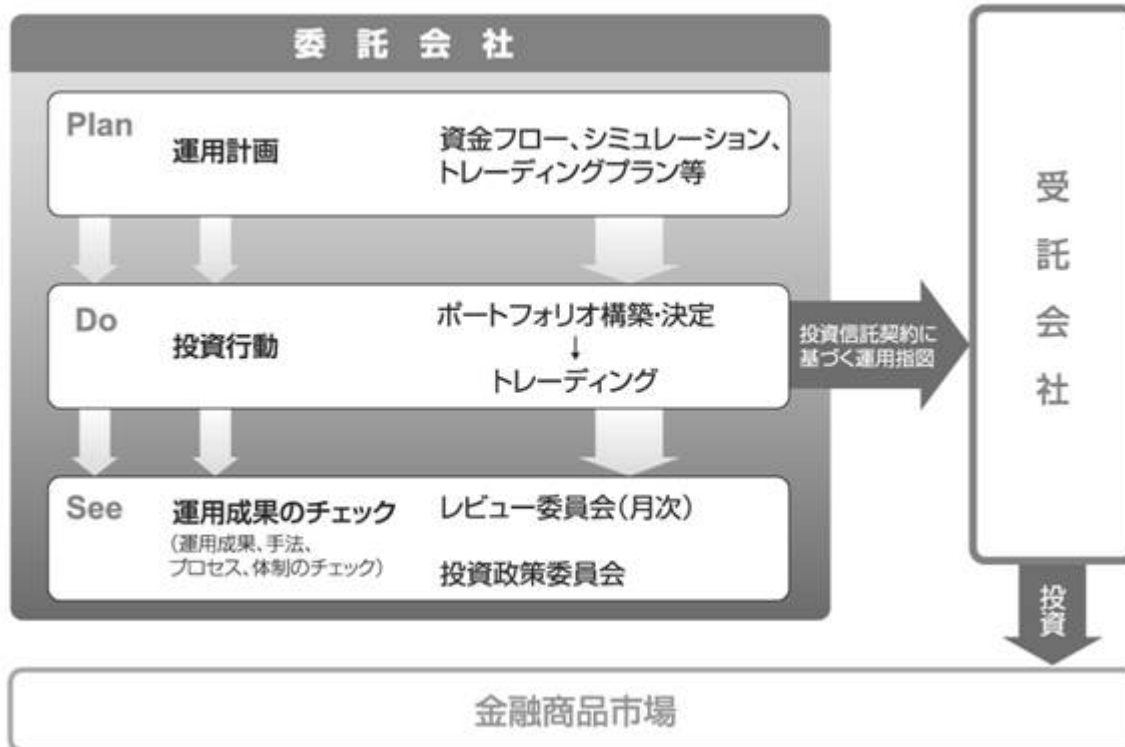 委託会社
Plan
運用計画
資金フロー、シミュレーション、
トレーディングプラン等
Do
投資行動
ポートフォリオ構築・決定
↓
トレーディング
投資信託契約に
基づく運用指図
See
運用成果のチェック
(運用成果、手法、
プロセス、体制のチェック)
レビュー委員会(月次)
投資政策委員会
受託会社
投資
金融商品市場